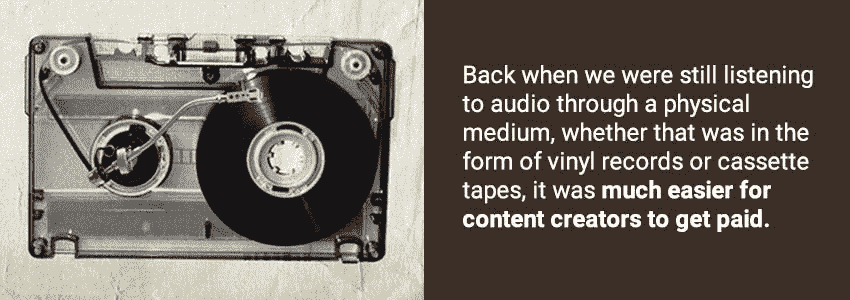 Back when we were still listening
to audio through a physical
medium, whether that was in the
form of vinyl records or cassette
tapes, it was much easier for
content creators to get paid.